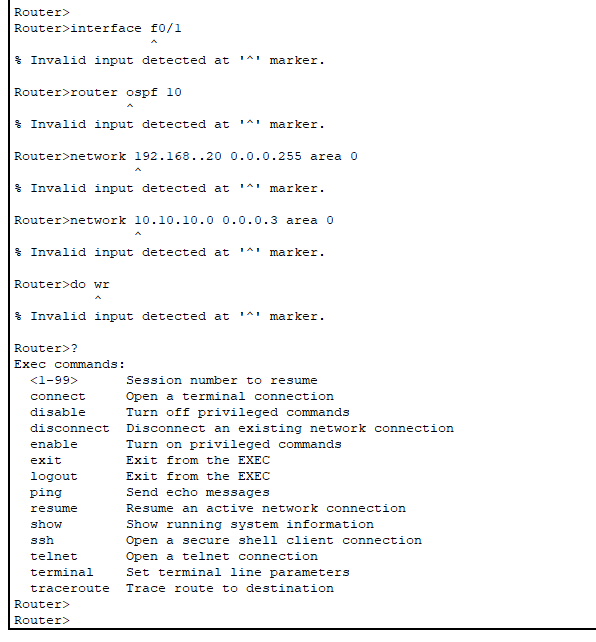 Router>
Router>interface f0/1
^
% Invalid input detected at '^' marker.
Router>router ospf 10
^
% Invalid input detected at '^' marker.
Router>network 192.168..20 0.0.0.255 area 0
^
% Invalid input detected at '^' marker.
Router>network 10.10.10.0 0.0.0.3 area 0
^
% Invalid input detected at '^' marker.
Router>do wr
^
% Invalid input detected at '^' marker.
Router>?
Exec commands:
<1-99> Session number to resume
connect Open a terminal connection
disable Turn off privileged commands
disconnect Disconnect an existing network connection
enable Turn on privileged commands
exit Exit from the EXEC
logout Exit from the EXEC
ping Send echo messages
resume Resume an active network connection
show Show running system information
ssh Open a secure shell client connection
telnet Open a telnet connection
terminal Set terminal line parameters
traceroute Trace route to destination
Router>
Router>